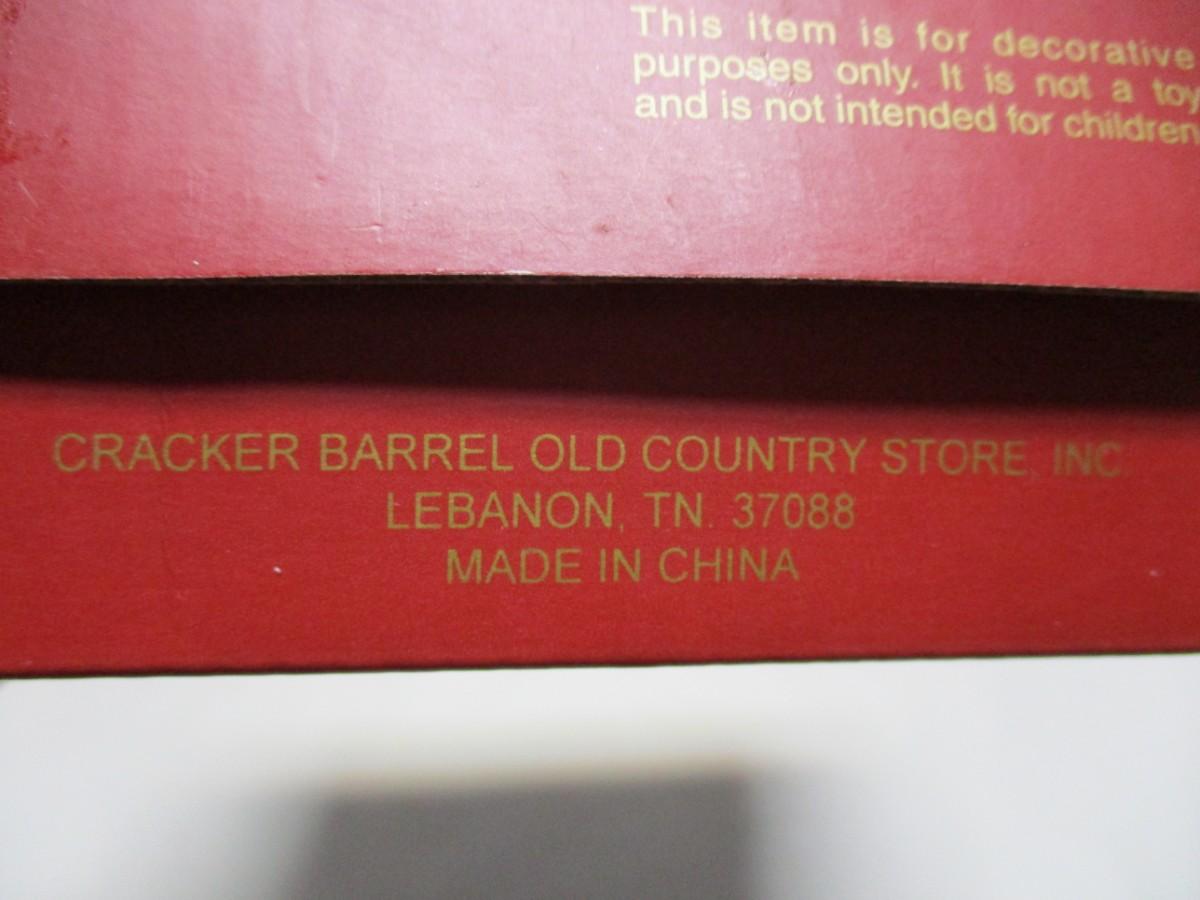 This item is for decorative
purposes only. It is not a toy
and is not intended for children
CRACKER BARREL OLD COUNTRY STORE, INC.
LEBANON, TN. 37088
MADE IN CHINA